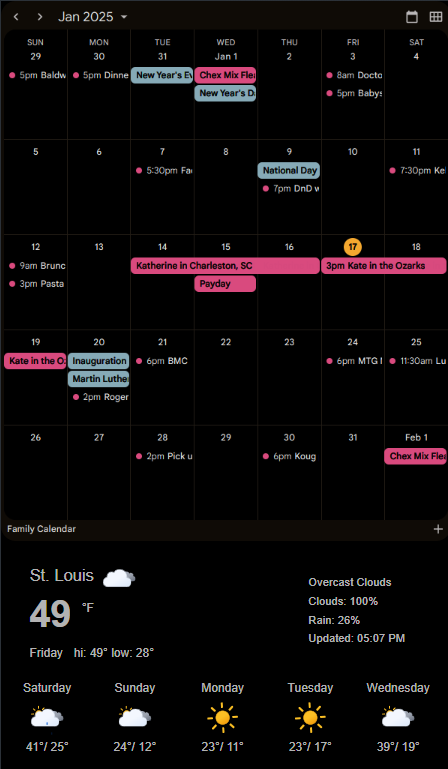 Jan 2025
SUN MON TUE WED THU FRI SAT
29 30 31 Jan 1 2 3 4
5pm Baldw 5pm Dinne New Year's Ev Chex Mix Flea 8am Docto
New Year's Da 5pm Babys
5 6 7 8 9 10 11
5:30pm Fa National Day 7:30pm Kel
7pm DnD w
12 13 14 15 16 17 18
9am Brunc Katherine in Charleston, SC 3pm Kate in the Ozarks
3pm Pasta Payday
19 20 21 22 23 24 25
Kate in the O Inauguration 6pm BMC 6pm MTG 11:30am Lu
Martin Luthe
2pm Roger
26 27 28 29 30 31 Feb 1
2pm Pick u 6pm Koug Chex Mix Flea
Family Calendar
St. Louis
49 °F
Friday hi: 49° low: 28°
Overcast Clouds
Clouds: 100%
Rain: 26%
Updated: 05:07 PM
Saturday Sunday Monday Tuesday Wednesday
41°/ 25° 24°/ 12° 23°/ 11° 23°/ 17° 39°/ 19°